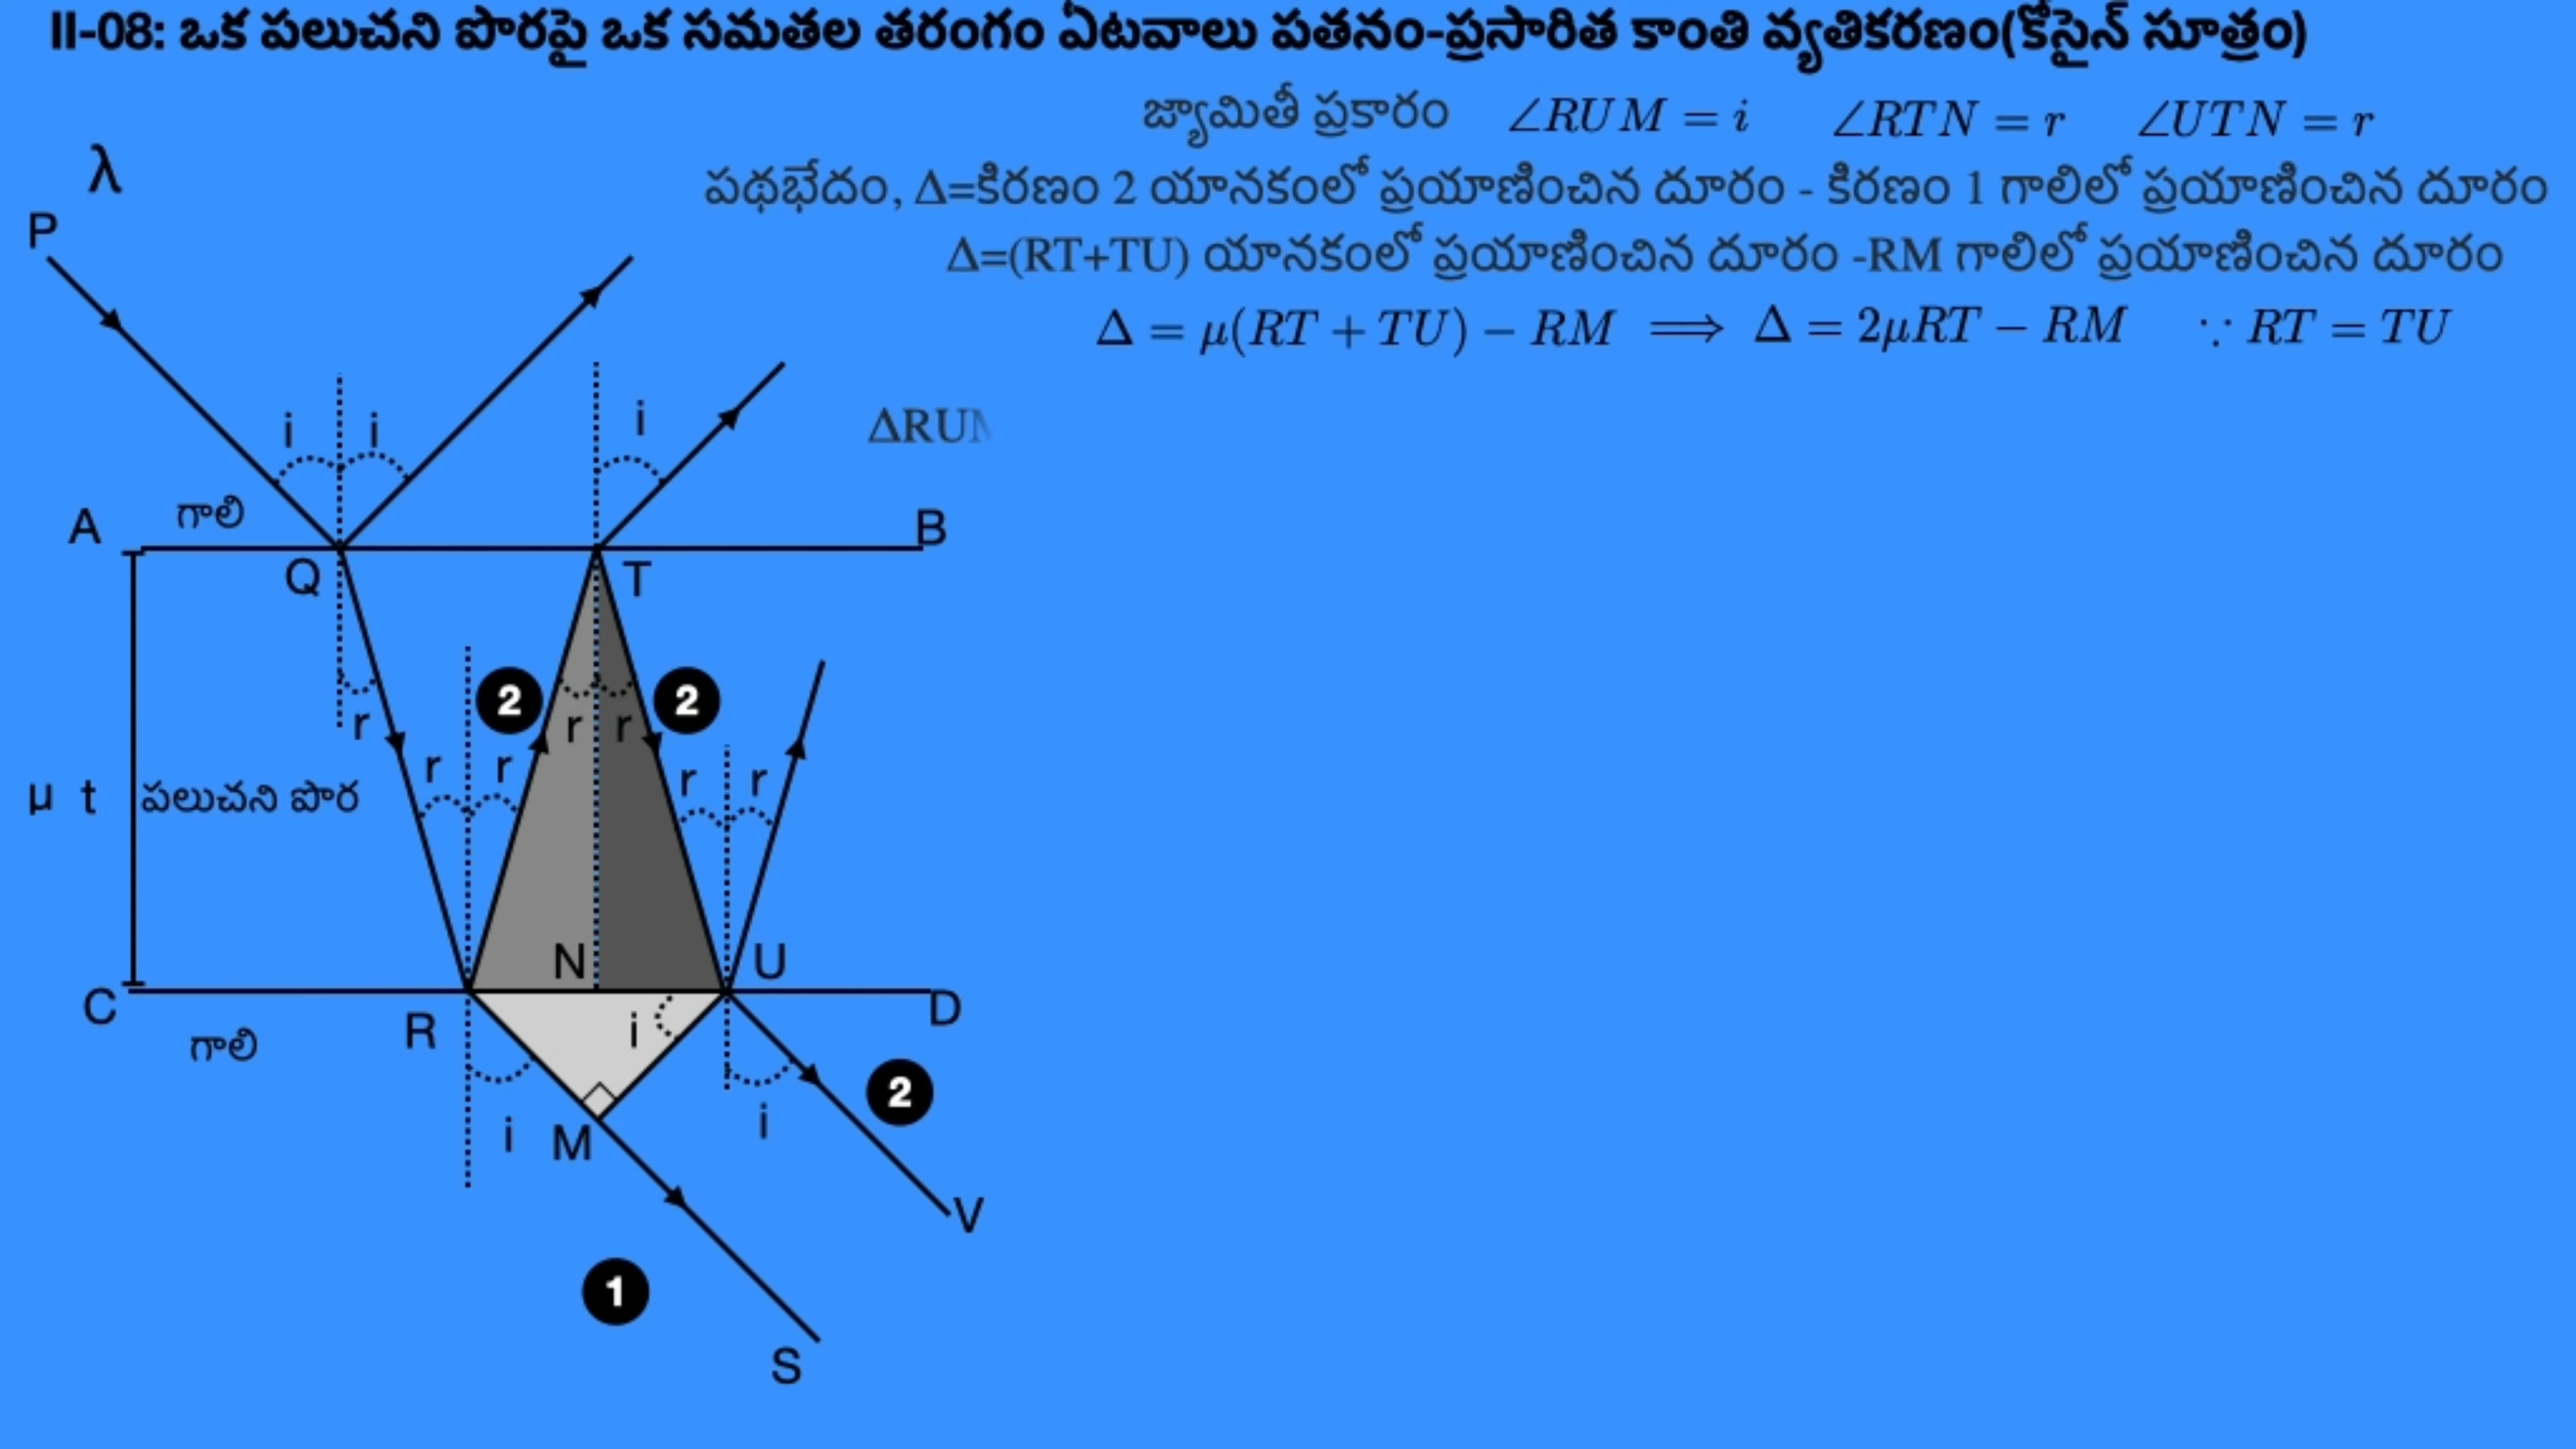 II-08: ఒక పలుచని పొరపై ఒక సమతల తరంగం ఏటవాలు పతనం-ప్రసారిత కాంతి వ్యతికరణం(కోసైన్ సూత్రం)
జ్యామితీ ప్రకారం ∠RUM = i ∠RTN = r ∠UTN = r
పథభేదం, Δ=కిరణం 2 యానకంలో ప్రయాణించిన దూరం - కిరణం 1 గాలిలో ప్రయాణించిన దూరం
Δ=(RT+TU) యానకంలో ప్రయాణించిన దూరం -RM గాలిలో ప్రయాణించిన దూరం
Δ = μ(RT + TU) − RM ⟹ Δ = 2μRT − RM ∵ RT = TU
λ
P
i i i
ΔRUM
A గాలి B
Q T
2 2
r r r
r r r r
μ t పలుచని పొర
N U
C R i D
గాలి
2
i M i
V
1
S